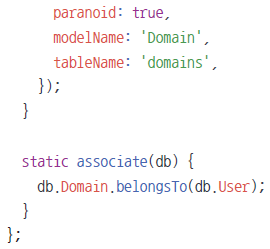 paranoid: true,
      modelName: 'Domain',
      tableName: 'domains',
    });
  }

  static associate(db) {
    db.Domain.belongsTo(db.User);
  }
};